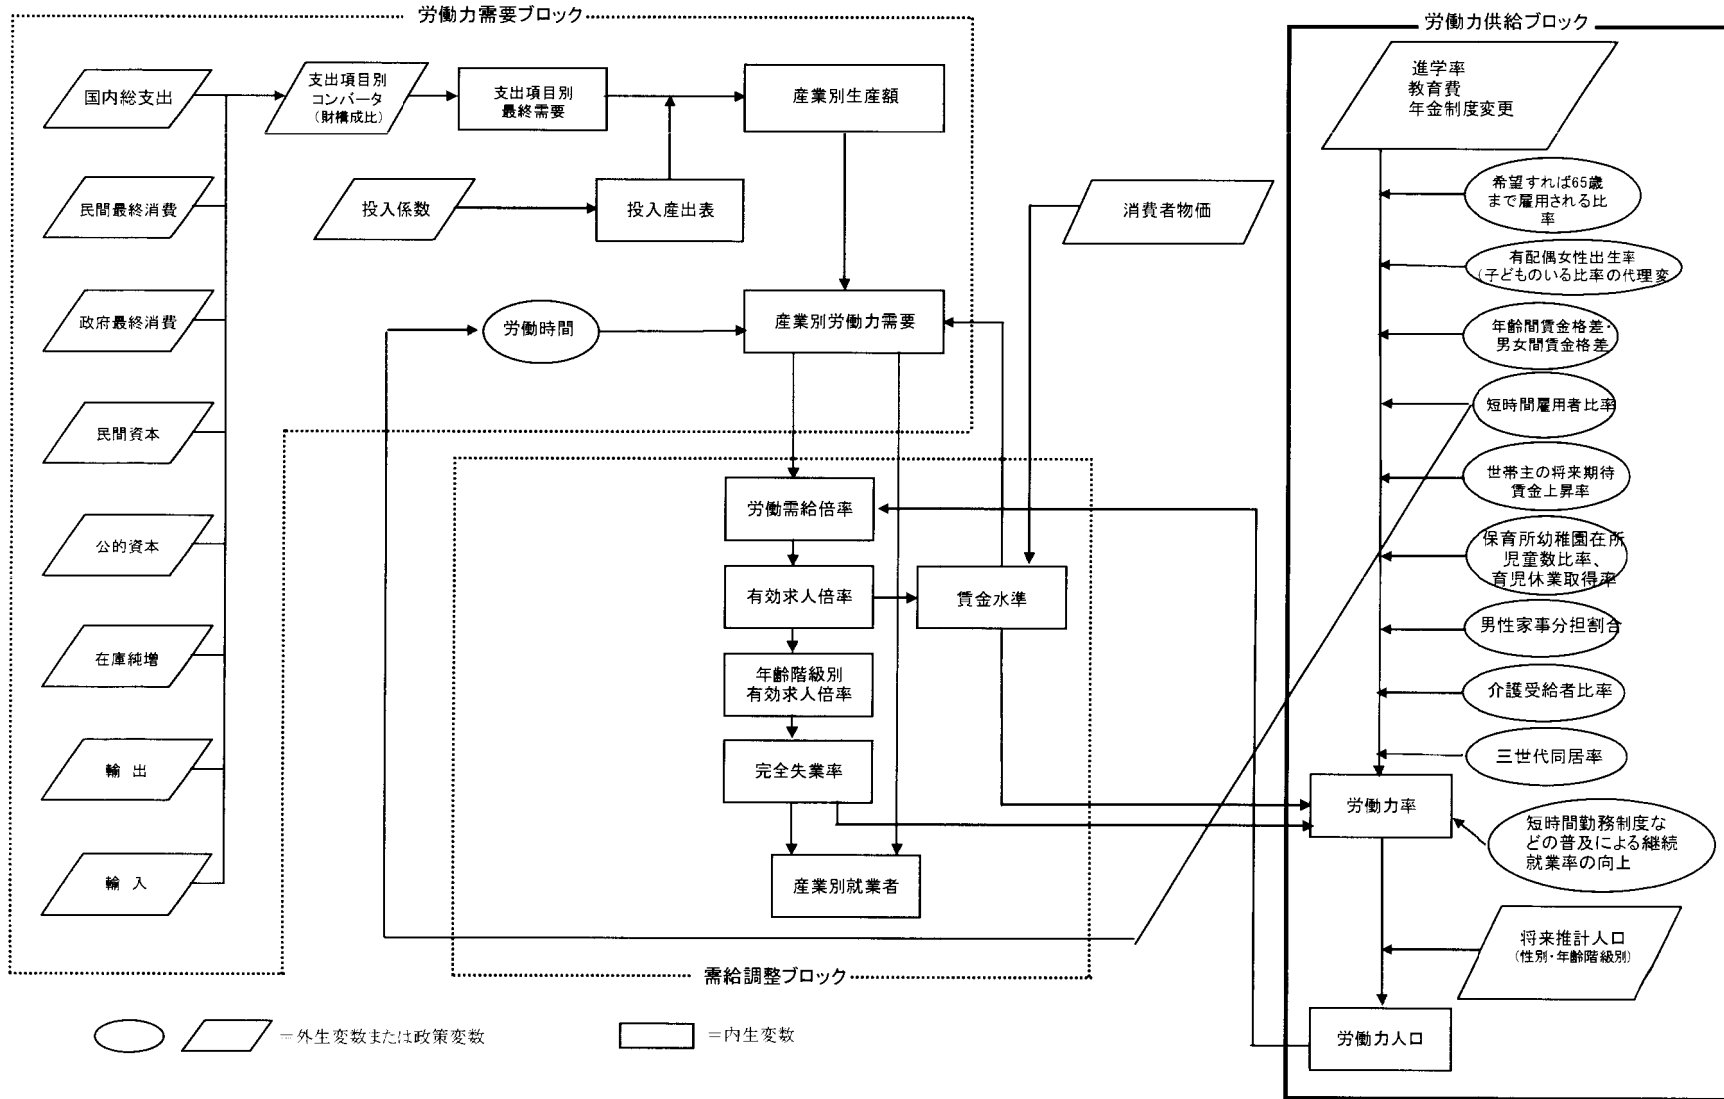 労働力需要ブロック
労働力供給ブロック
国内総支出
民間最終消費
政府最終消費
民間資本
公的資本
在庫純増
輸 出
輸 入
支出項目別
コンバータ
（財構成比）
支出項目別
最終需要
産業別生産額
投入係数
投入産出表
労働時間
産業別労働力需要
消費者物価
労働需給倍率
有効求人倍率
賃金水準
年齢階級別
有効求人倍率
完全失業率
産業別就業者
需給調整ブロック
進学率
教育費
年金制度変更
希望すれば65歳
まで雇用される比
率
有配偶女性出生率
（子どものいる比率の代理変
年齢間賃金格差・
男女間賃金格差
短時間雇用者比率
世帯主の将来期待
賃金上昇率
保育所幼稚園在所
児童数比率、
育児休業取得率
男性家事分担割合
介護受給者比率
三世代同居率
労働力率
短時間勤務制度な
どの普及による継続
就業率の向上
将来推計人口
（性別・年齢階級別）
労働力人口
＝外生変数または政策変数
＝内生変数